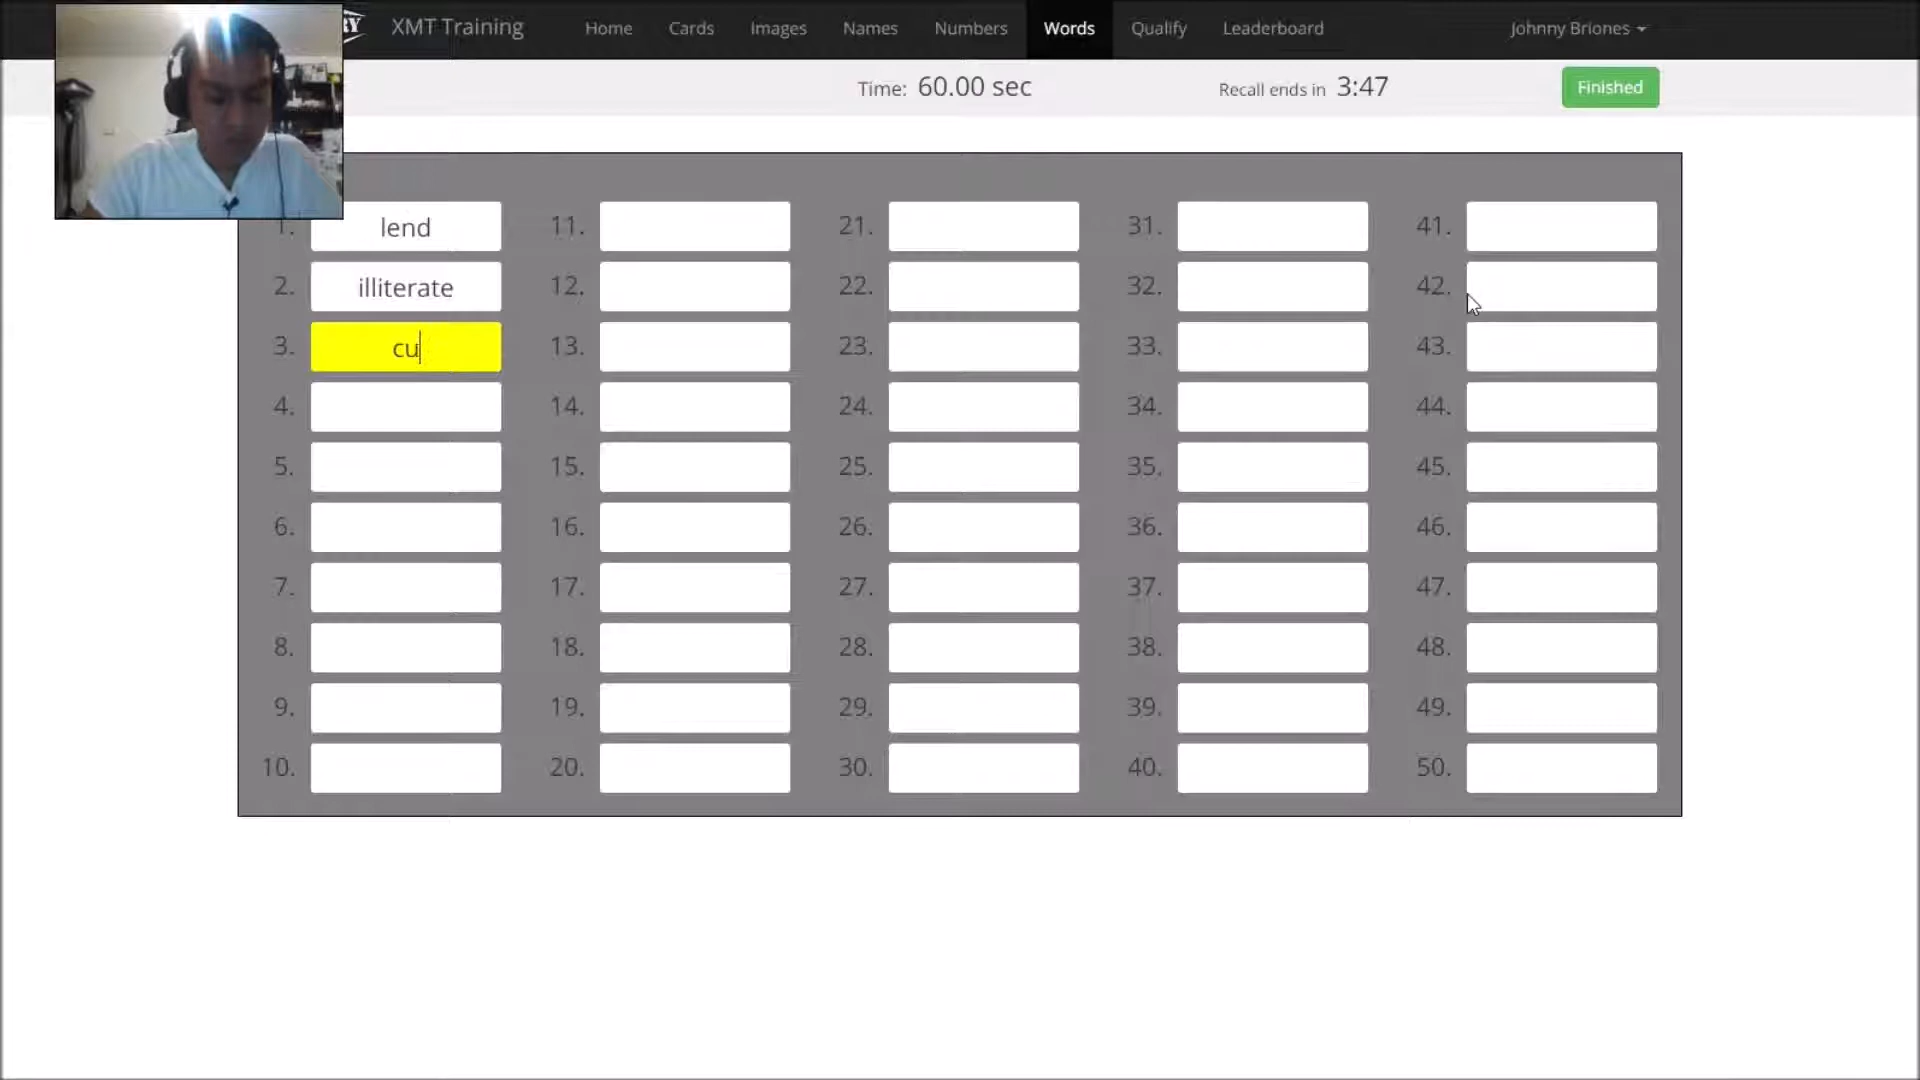 RY XMT Training Home Cards Images Names Numbers Words Qualify Leaderboard Johnny Briones
Time: 60.00 sec Recall ends in 3:47 Finished
1. lend 11. 21. 31. 41.
2. illiterate 12. 22. 32. 42.
3. cu 13. 23. 33. 43.
4. 14. 24. 34. 44.
5. 15. 25. 35. 45.
6. 16. 26. 36. 46.
7. 17. 27. 37. 47.
8. 18. 28. 38. 48.
9. 19. 29. 39. 49.
10. 20. 30. 40. 50.